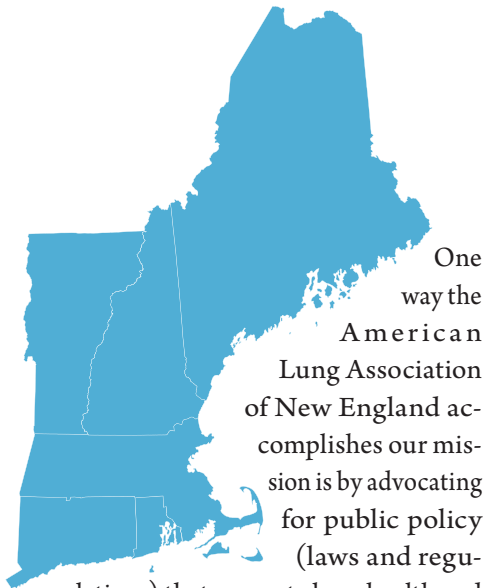 One
way the
American
Lung Association
of New England ac-
complishes our mis-
sion is by advocating
for public policy
(laws and regu-